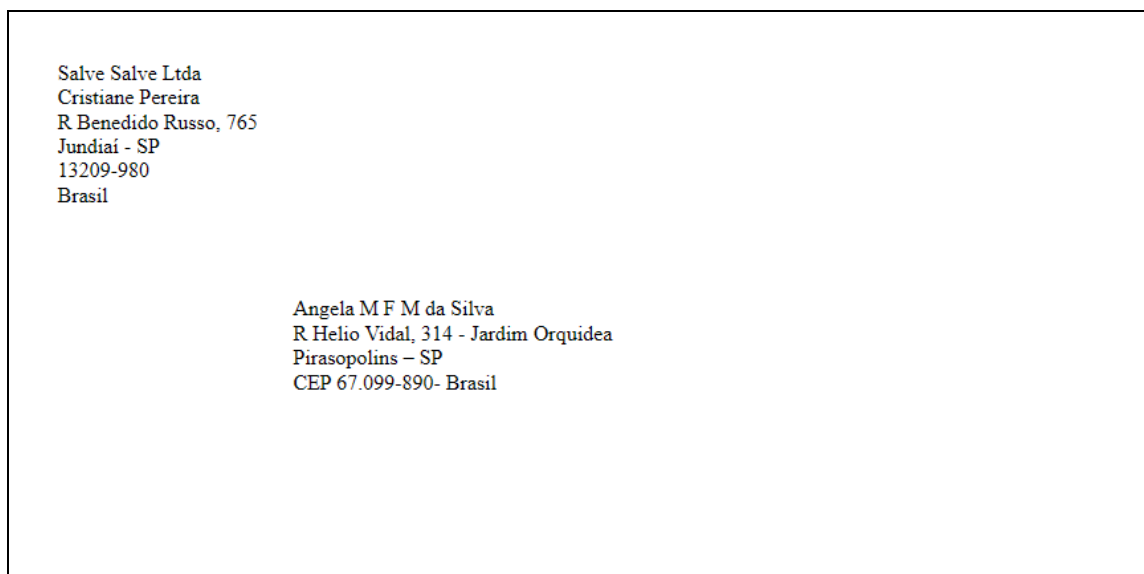 Salve Salve Ltda
Cristiane Pereira
R Benedido Russo, 765
Jundiaí - SP
13209-980
Brasil
Angela M F M da Silva
R Helio Vidal, 314 - Jardim Orquidea
Pirasopolins – SP
CEP 67.099-890- Brasil